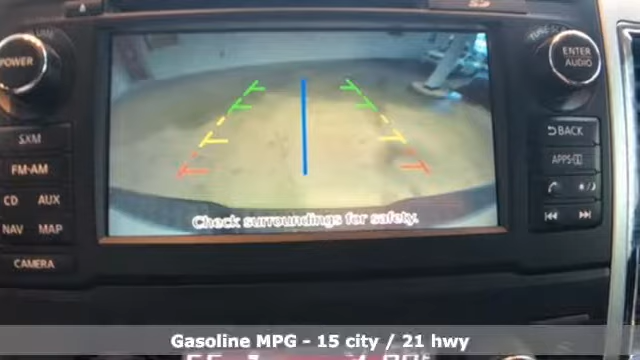 POWER
SXM
FM-AM
CD AUX
NAV MAP
CAMERA
ENTER
AUDIO
BACK
APPS
Check surroundings for safety.
Gasoline MPG - 15 city / 21 hwy